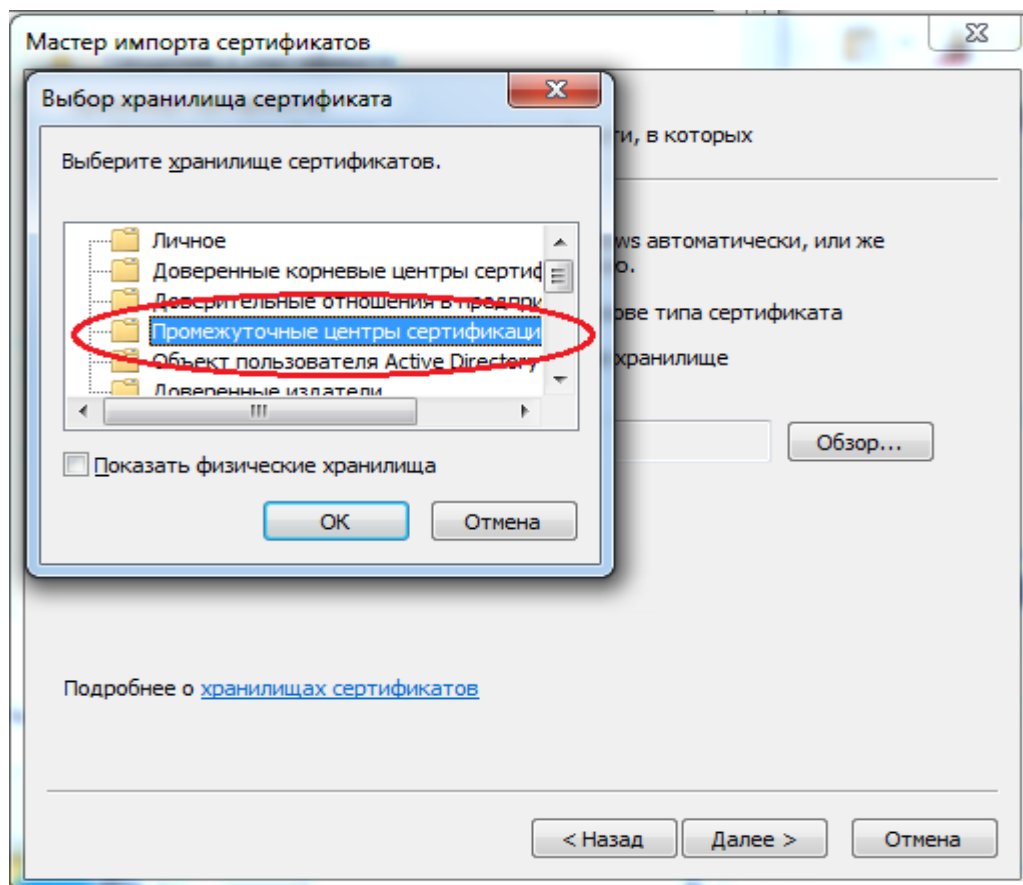 Мастер импорта сертификатов
Выбор хранилища сертификата
Выберите хранилище сертификатов.
Личное
Доверенные корневые центры сертиф
Доверительные отношения в предпри
Промежуточные центры сертификаци
Объект пользователя Active Directory
Доверенные издатели
Показать физические хранилища
ОК
Отмена
ти, в которых
ws автоматически, или же
о.
ове типа сертификата
хранилище
Обзор...
Подробнее о хранилищах сертификатов
< Назад
Далее >
Отмена